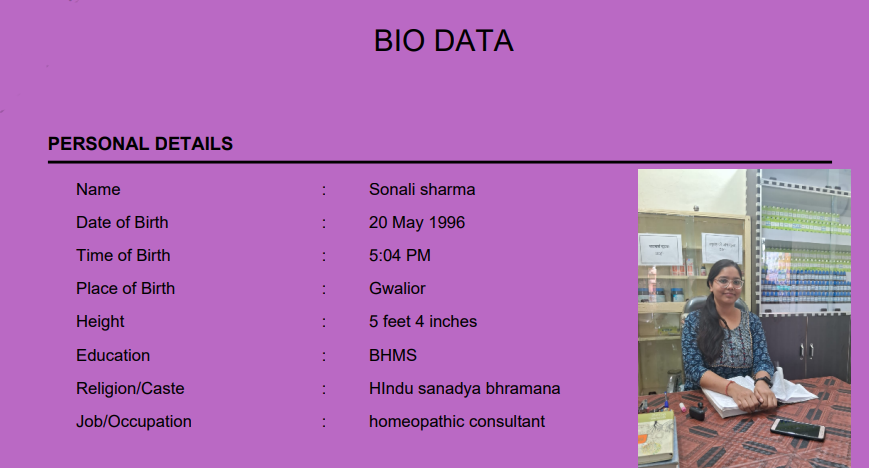 BIO DATA
PERSONAL DETAILS
Name : Sonali sharma
Date of Birth : 20 May 1996
Time of Birth : 5:04 PM
Place of Birth : Gwalior
Height : 5 feet 4 inches
Education : BHMS
Religion/Caste : HIndu sanadya bhramana
Job/Occupation : homeopathic consultant